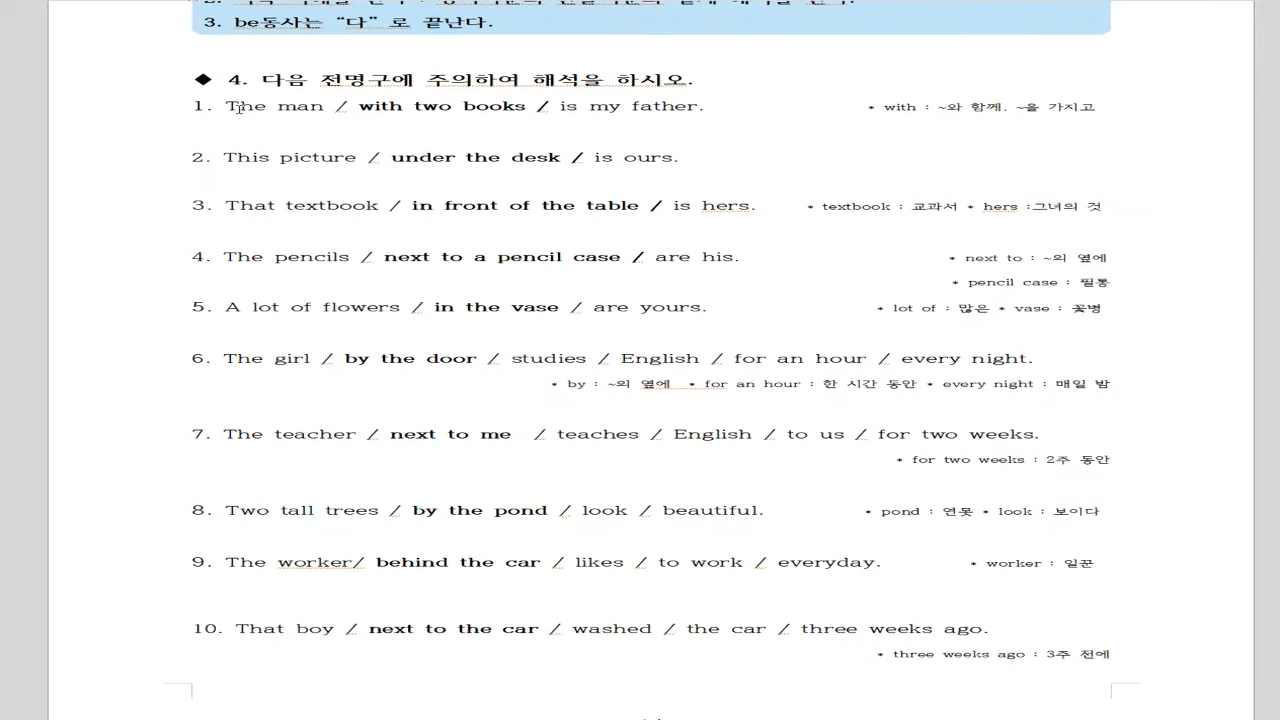 3. be동사는 “다”로 끝난다.
◆ 4. 다음 전명구에 주의하여 해석을 하시오.
1. The man / with two books / is my father. * with : ~와 함께, ~을 가지고
2. This picture / under the desk / is ours.
3. That textbook / in front of the table / is hers. * textbook : 교과서 * hers :그녀의 것
4. The pencils / next to a pencil case / are his. * next to : ~의 옆에
* pencil case : 필통
5. A lot of flowers / in the vase / are yours. * lot of : 많은 * vase : 꽃병
6. The girl / by the door / studies / English / for an hour / every night.
* by : ~의 옆에 * for an hour : 한 시간 동안 * every night : 매일 밤
7. The teacher / next to me / teaches / English / to us / for two weeks.
* for two weeks : 2주 동안
8. Two tall trees / by the pond / look / beautiful. * pond : 연못 * look : 보이다
9. The worker/ behind the car / likes / to work / everyday. * worker : 일꾼
10. That boy / next to the car / washed / the car / three weeks ago.
* three weeks ago : 3주 전에